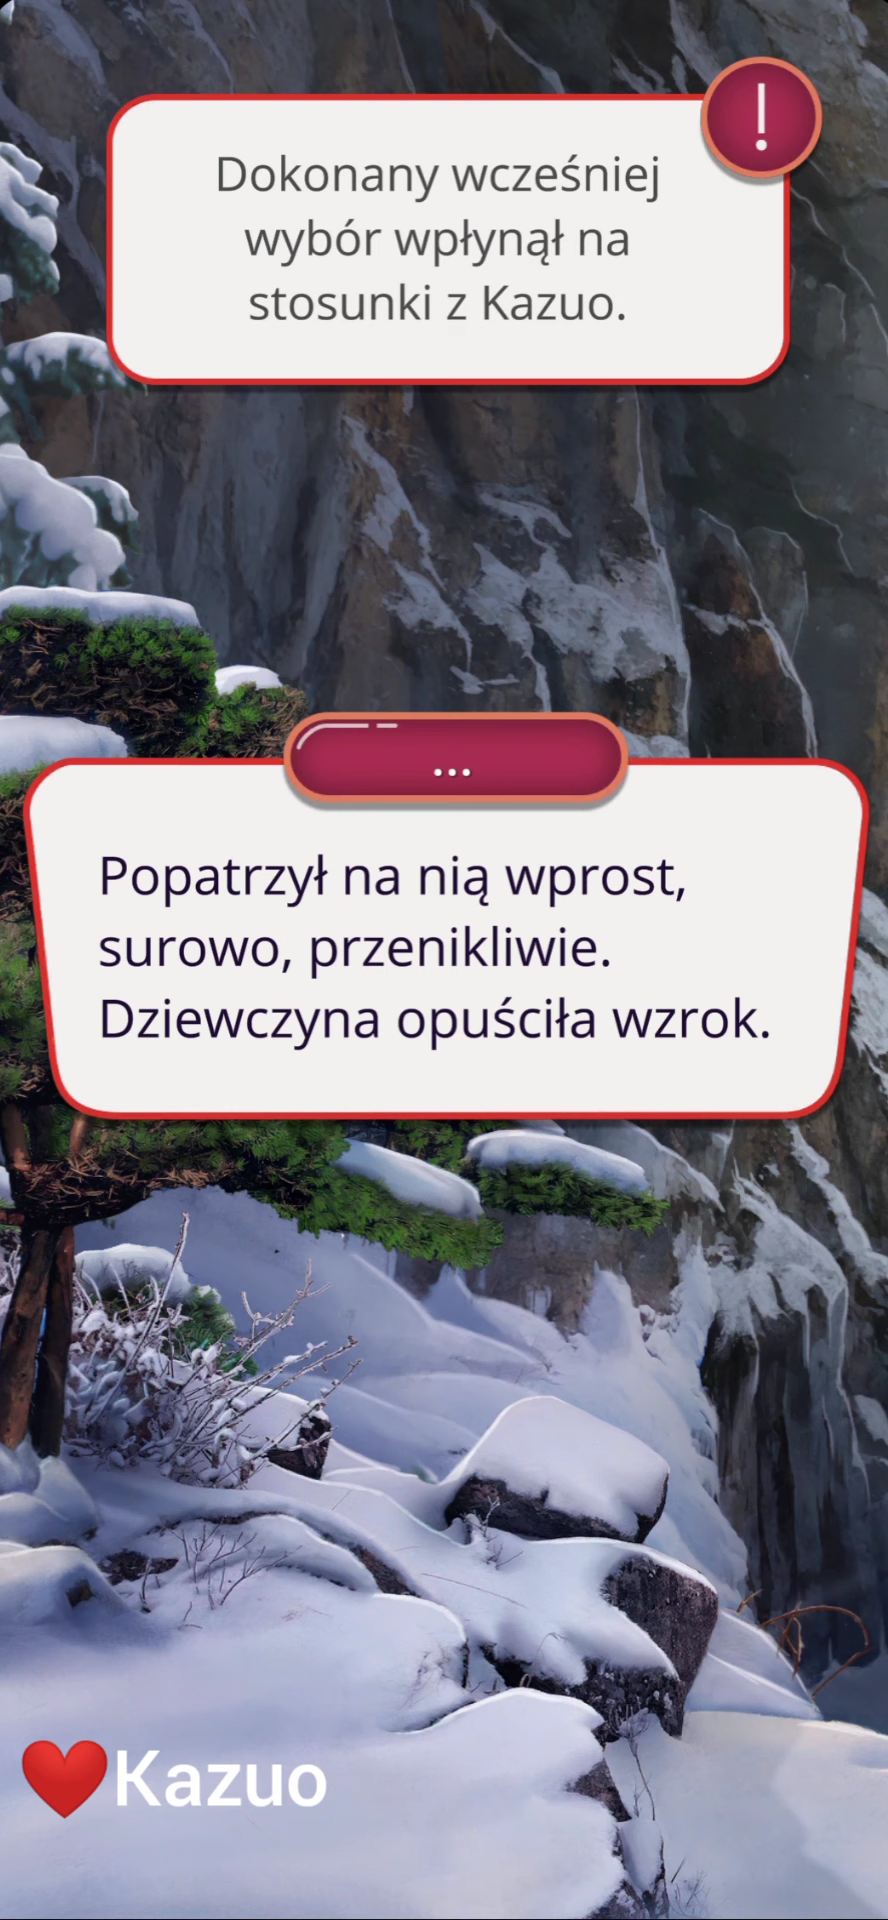 !
Dokonany wcześniej
wybór wpłynął na
stosunki z Kazuo.
...
Popatrzył na nią wprost,
surowo, przenikliwie.
Dziewczyna opuściła wzrok.
❤️Kazuo